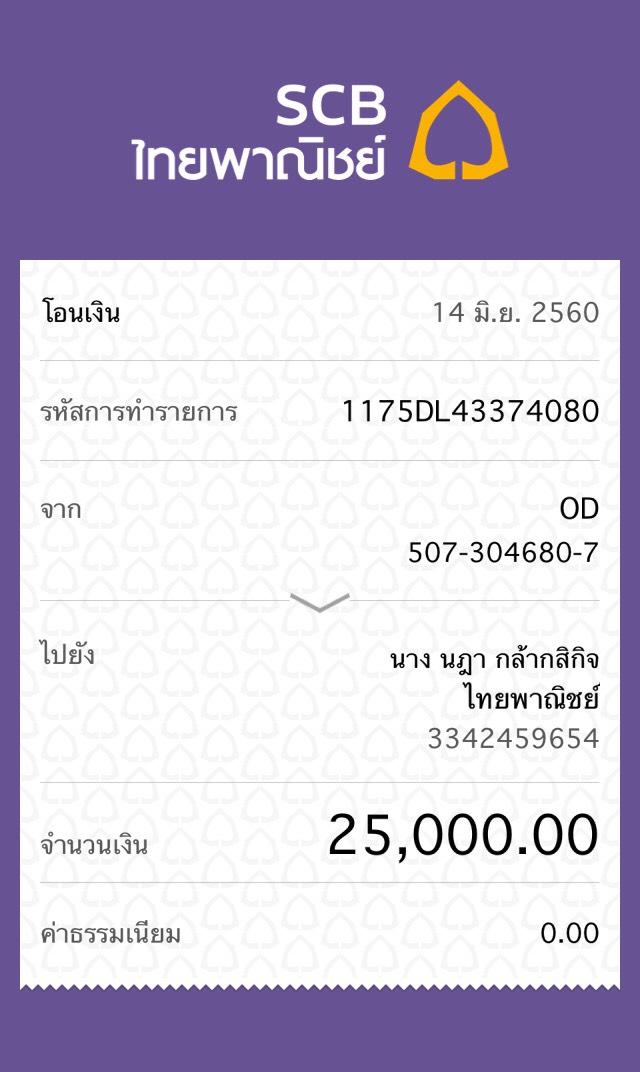 SCB
ไทยพาณิชย์
โอนเงิน 14 มิ.ย. 2560
รหัสการทำรายการ 1175DL43374080
จาก OD
507-304680-7
ไปยัง นาง นฎา กล้ากสิกิจ
ไทยพาณิชย์
3342459654
จำนวนเงิน 25,000.00
ค่าธรรมเนียม 0.00